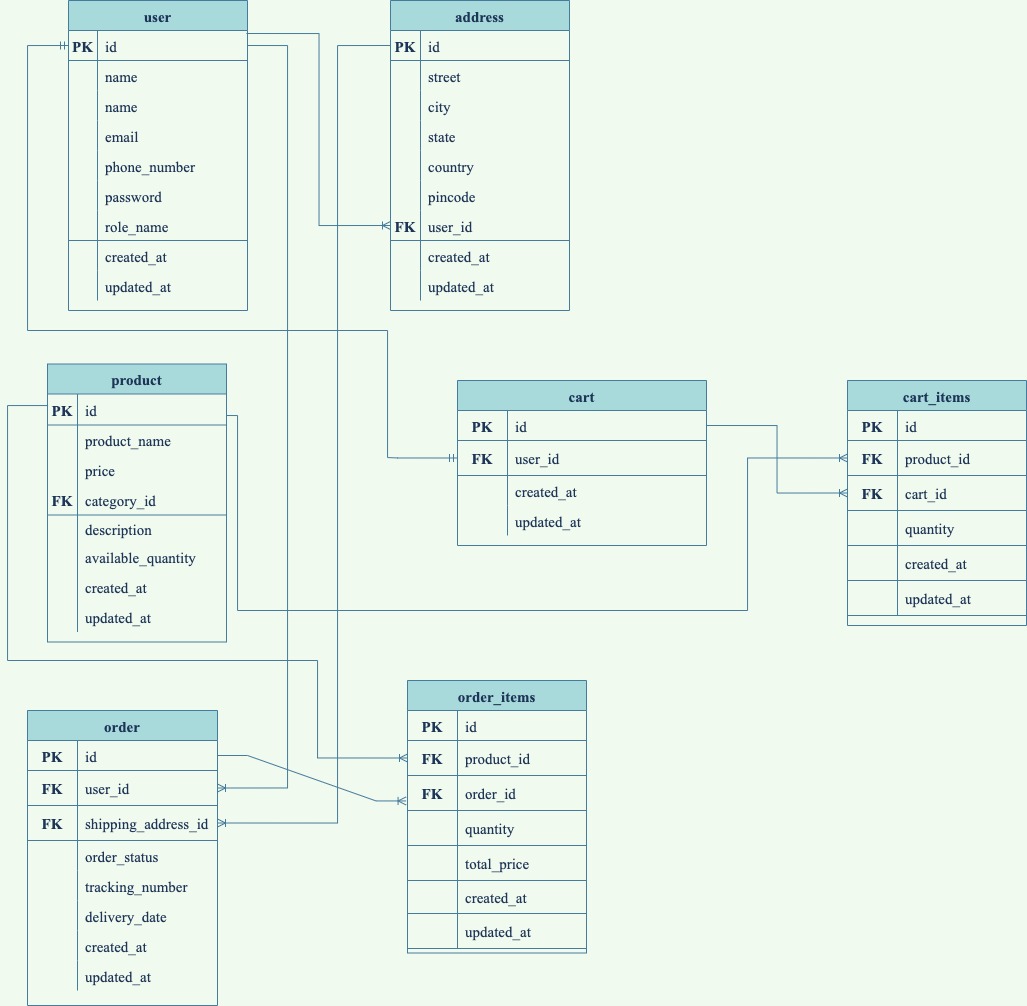 user
PK id
name
name
email
phone_number
password
role_name
created_at
updated_at
address
PK id
street
city
state
country
pincode
FK user_id
created_at
updated_at
product
PK id
product_name
price
FK category_id
description
available_quantity
created_at
updated_at
cart
PK id
FK user_id
created_at
updated_at
cart_items
PK id
FK product_id
FK cart_id
quantity
created_at
updated_at
order
PK id
FK user_id
FK shipping_address_id
order_status
tracking_number
delivery_date
created_at
updated_at
order_items
PK id
FK product_id
FK order_id
quantity
total_price
created_at
updated_at